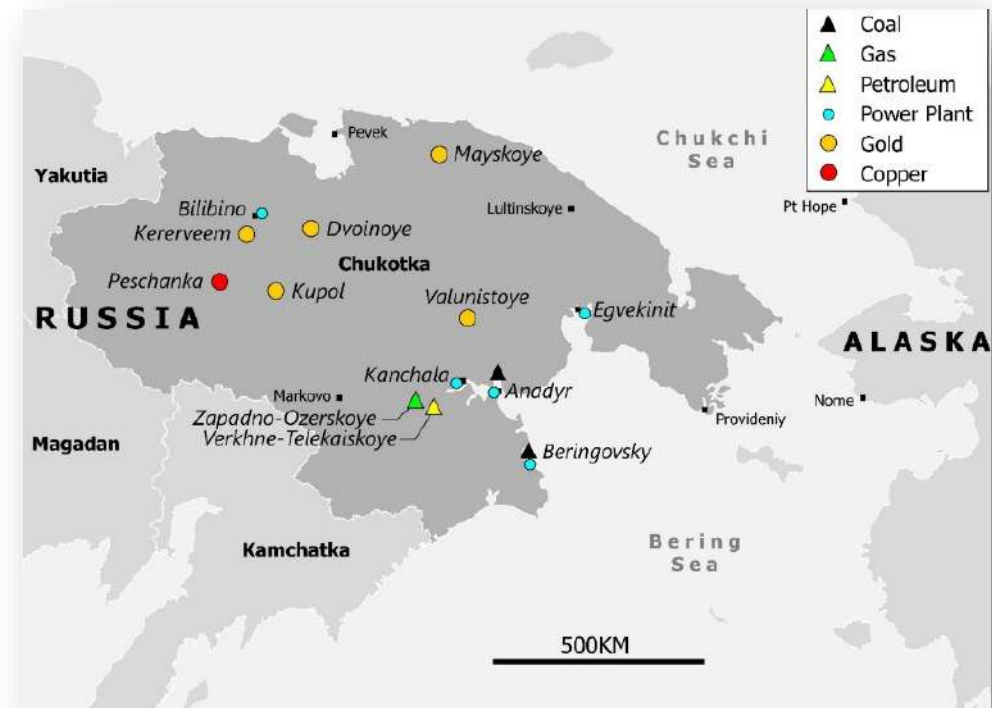 Coal
Gas
Petroleum
Power Plant
Gold
Copper
Pevek
Chukchi
Sea
Mayskoye
Yakutia
Pt Hope
Bilibino
Lultinskoye
Kererveem
Dvoinoye
Chukotka
Peschanka
Kupol
Valunistoye
RUSSIA
Egvekinit
ALASKA
Kanchala
Anadyr
Markovo
Nome
Zapadno-Ozerskoye
Provideniy
Verkhne-Telekaiskoye
Magadan
Beringovsky
Kamchatka
Bering
Sea
500KM